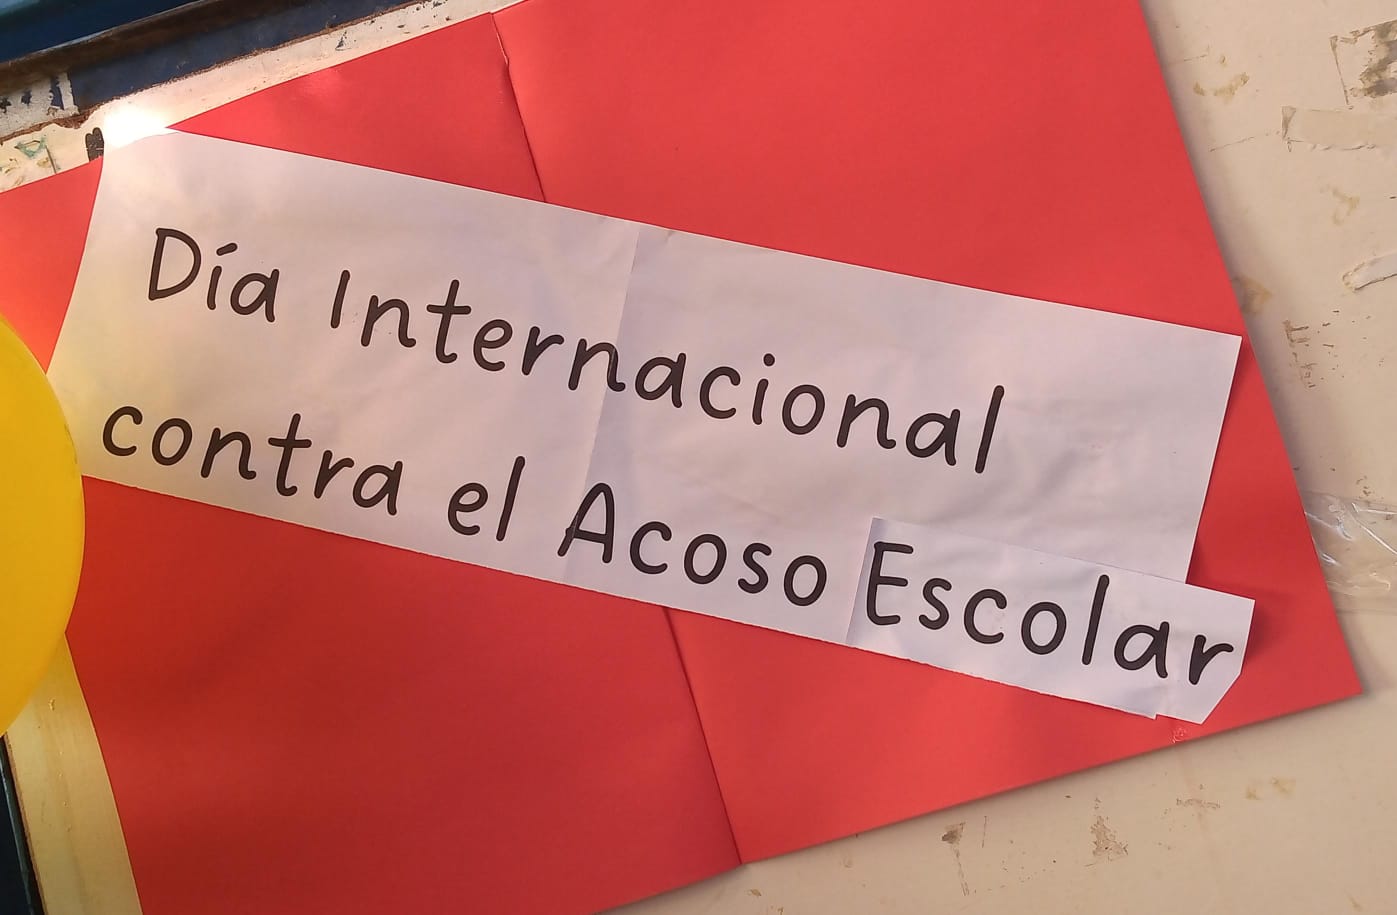 Día Internacional
contra el Acoso Escolar